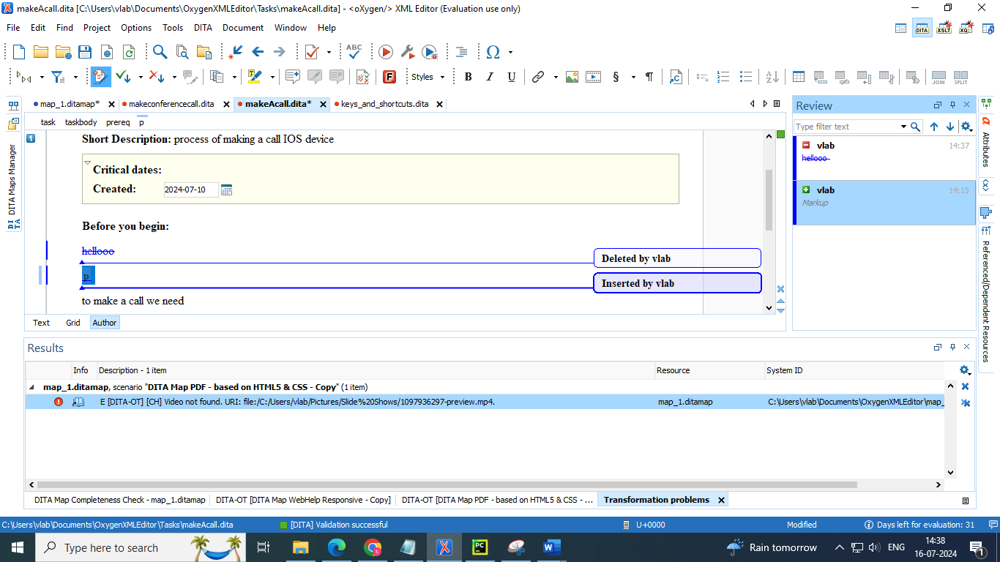 makeAcall.dita [C:\Users\vlab\Documents\OxygenXMLEditor\Tasks\makeAcall.dita] - <oXygen/> XML Editor (Evaluation use only)
File Edit Find Project Options Tools DITA Document Window Help
DITA XSLT XQ
ABC
T F Styles B I U § ¶ JOIN SPLIT
map_1.ditamap* makeconferencecall.dita makeAcall.dita* keys_and_shortcuts.dita
task taskbody prereq p
1
Short Description: process of making a call IOS device
Critical dates:
Created: 2024-07-10
Before you begin:
hellooo
Deleted by vlab
p
Inserted by vlab
to make a call we need
Text Grid Author
DITA Maps Manager
Review
Type filter text
vlab 14:37
hellooo
vlab 14:15
Markup
Attributes
Referenced/Dependent Resources
Results
Info Description - 1 item Resource System ID
map_1.ditamap, scenario "DITA Map PDF - based on HTML5 & CSS - Copy" (1 item)
E [DITA-OT] [CH] Video not found. URI: file:/C:/Users/vlab/Pictures/Slide%20Shows/1097936297-preview.mp4. map_1.ditamap C:\Users\vlab\Documents\OxygenXMLEditor\map_
DITA Map Completeness Check - map_1.ditamap DITA-OT [DITA Map WebHelp Responsive - Copy] DITA-OT [DITA Map PDF - based on HTML5 & CSS - ... Transformation problems
C:\Users\vlab\Documents\OxygenXMLEditor\Tasks\makeAcall.dita [DITA] Validation successful U+0000 Modified Days left for evaluation: 31
Type here to search Rain tomorrow ENG 14:38
16-07-2024 1